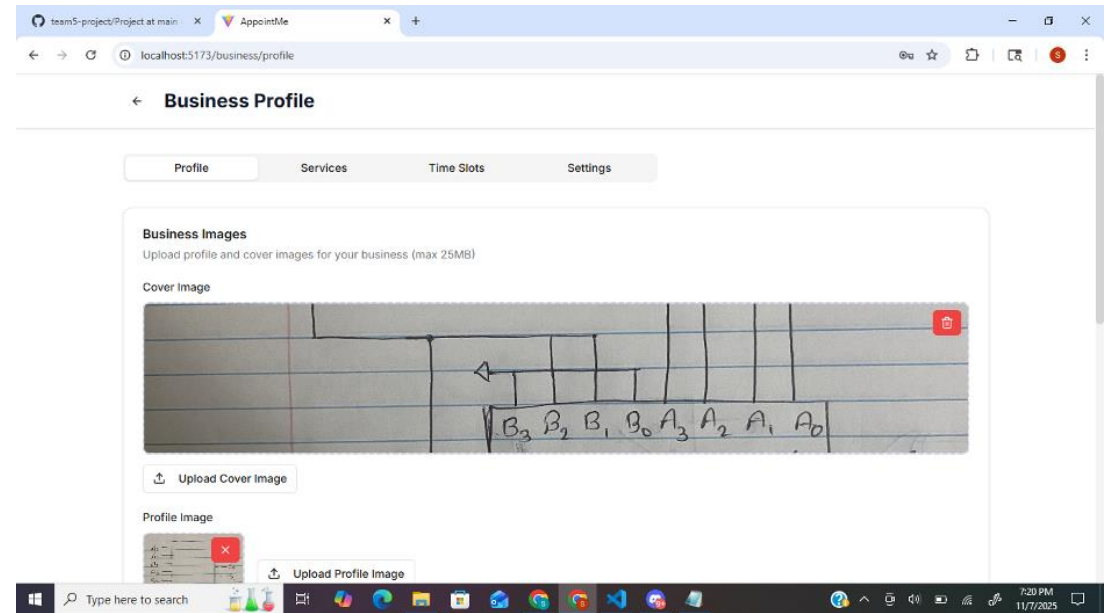 team5-project/Project at main
AppointMe
localhost:5173/business/profile
S
Business Profile
Profile Services Time Slots Settings
Business Images
Upload profile and cover images for your business (max 25MB)
Cover Image
B3 B2 B1 B0 A3 A2 A1 A0
Upload Cover Image
Profile Image
Upload Profile Image
Type here to search
7:20 PM
11/7/2025